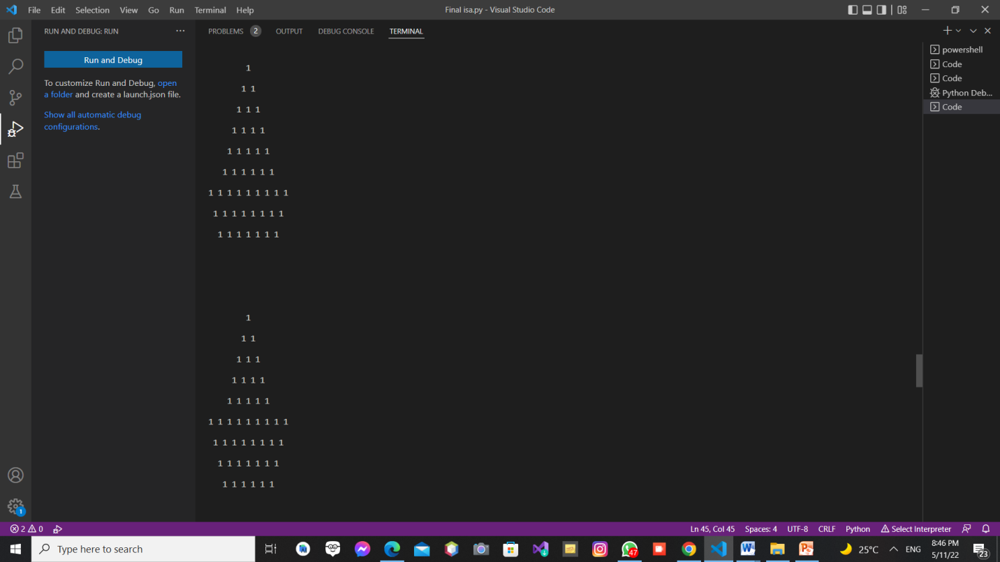 File Edit Selection View Go Run Terminal Help
Final isa.py - Visual Studio Code
RUN AND DEBUG: RUN
Run and Debug
To customize Run and Debug, open
a folder and create a launch.json file.
Show all automatic debug
configurations.
PROBLEMS 2 OUTPUT DEBUG CONSOLE TERMINAL
1
1 1
1 1 1
1 1 1 1
1 1 1 1 1
1 1 1 1 1 1
1 1 1 1 1 1 1 1 1
1 1 1 1 1 1 1 1
1 1 1 1 1 1 1
1
1 1
1 1 1
1 1 1 1
1 1 1 1 1
1 1 1 1 1 1 1 1 1
1 1 1 1 1 1 1 1
1 1 1 1 1 1 1
1 1 1 1 1 1
powershell
Code
Code
Python Deb...
Code
1
2 0
Ln 45, Col 45 Spaces: 4 UTF-8 CRLF Python Select Interpreter
Type here to search
47
25°C ENG
8:46 PM
5/11/22
23